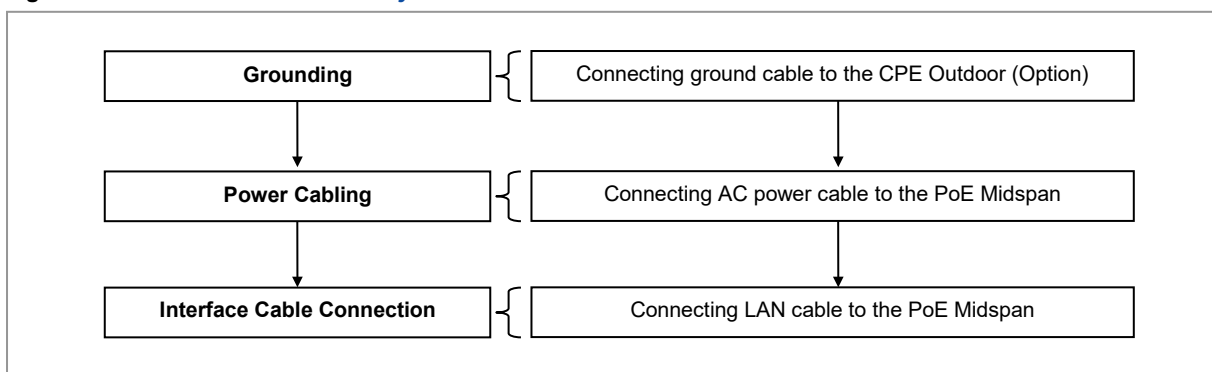 Grounding
Connecting ground cable to the CPE Outdoor (Option)
Power Cabling
Connecting AC power cable to the PoE Midspan
Interface Cable Connection
Connecting LAN cable to the PoE Midspan